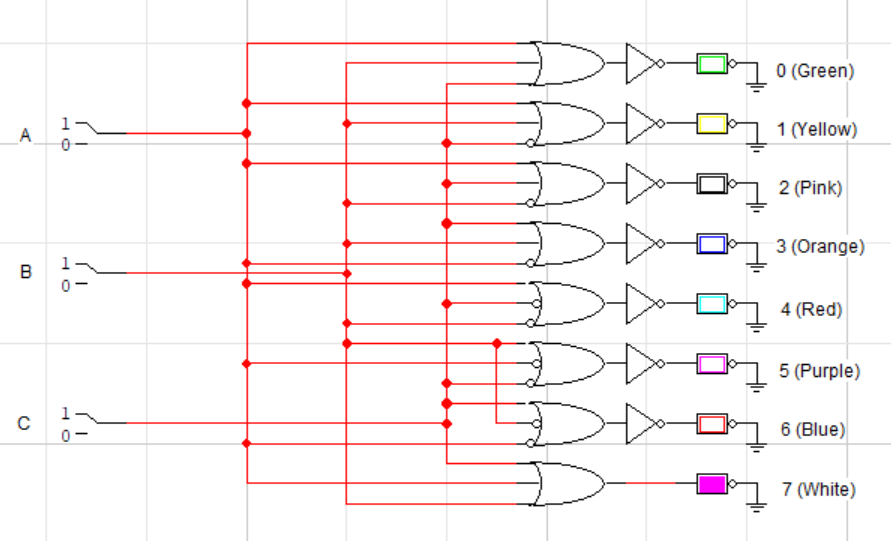 0 (Green)
1 (Yellow)
A
1
0
2 (Pink)
3 (Orange)
B
1
0
4 (Red)
5 (Purple)
C
1
0
6 (Blue)
7 (White)